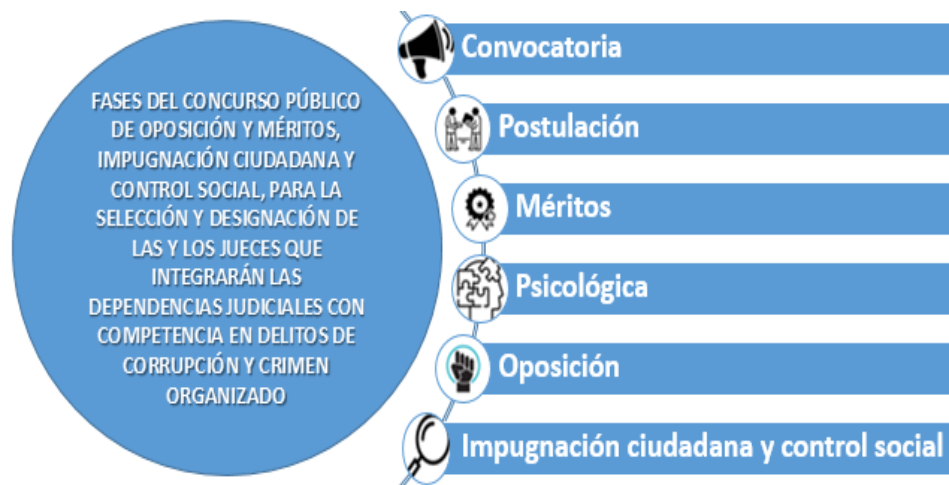 FASES DEL CONCURSO PÚBLICO
DE OPOSICIÓN Y MÉRITOS,
IMPUGNACIÓN CIUDADANA Y
CONTROL SOCIAL, PARA LA
SELECCIÓN Y DESIGNACIÓN DE
LAS Y LOS JUECES QUE
INTEGRARÁN LAS
DEPENDENCIAS JUDICIALES CON
COMPETENCIA EN DELITOS DE
CORRUPCIÓN Y CRIMEN
ORGANIZADO
Convocatoria
Postulación
Méritos
Psicológica
Oposición
Impugnación ciudadana y control social